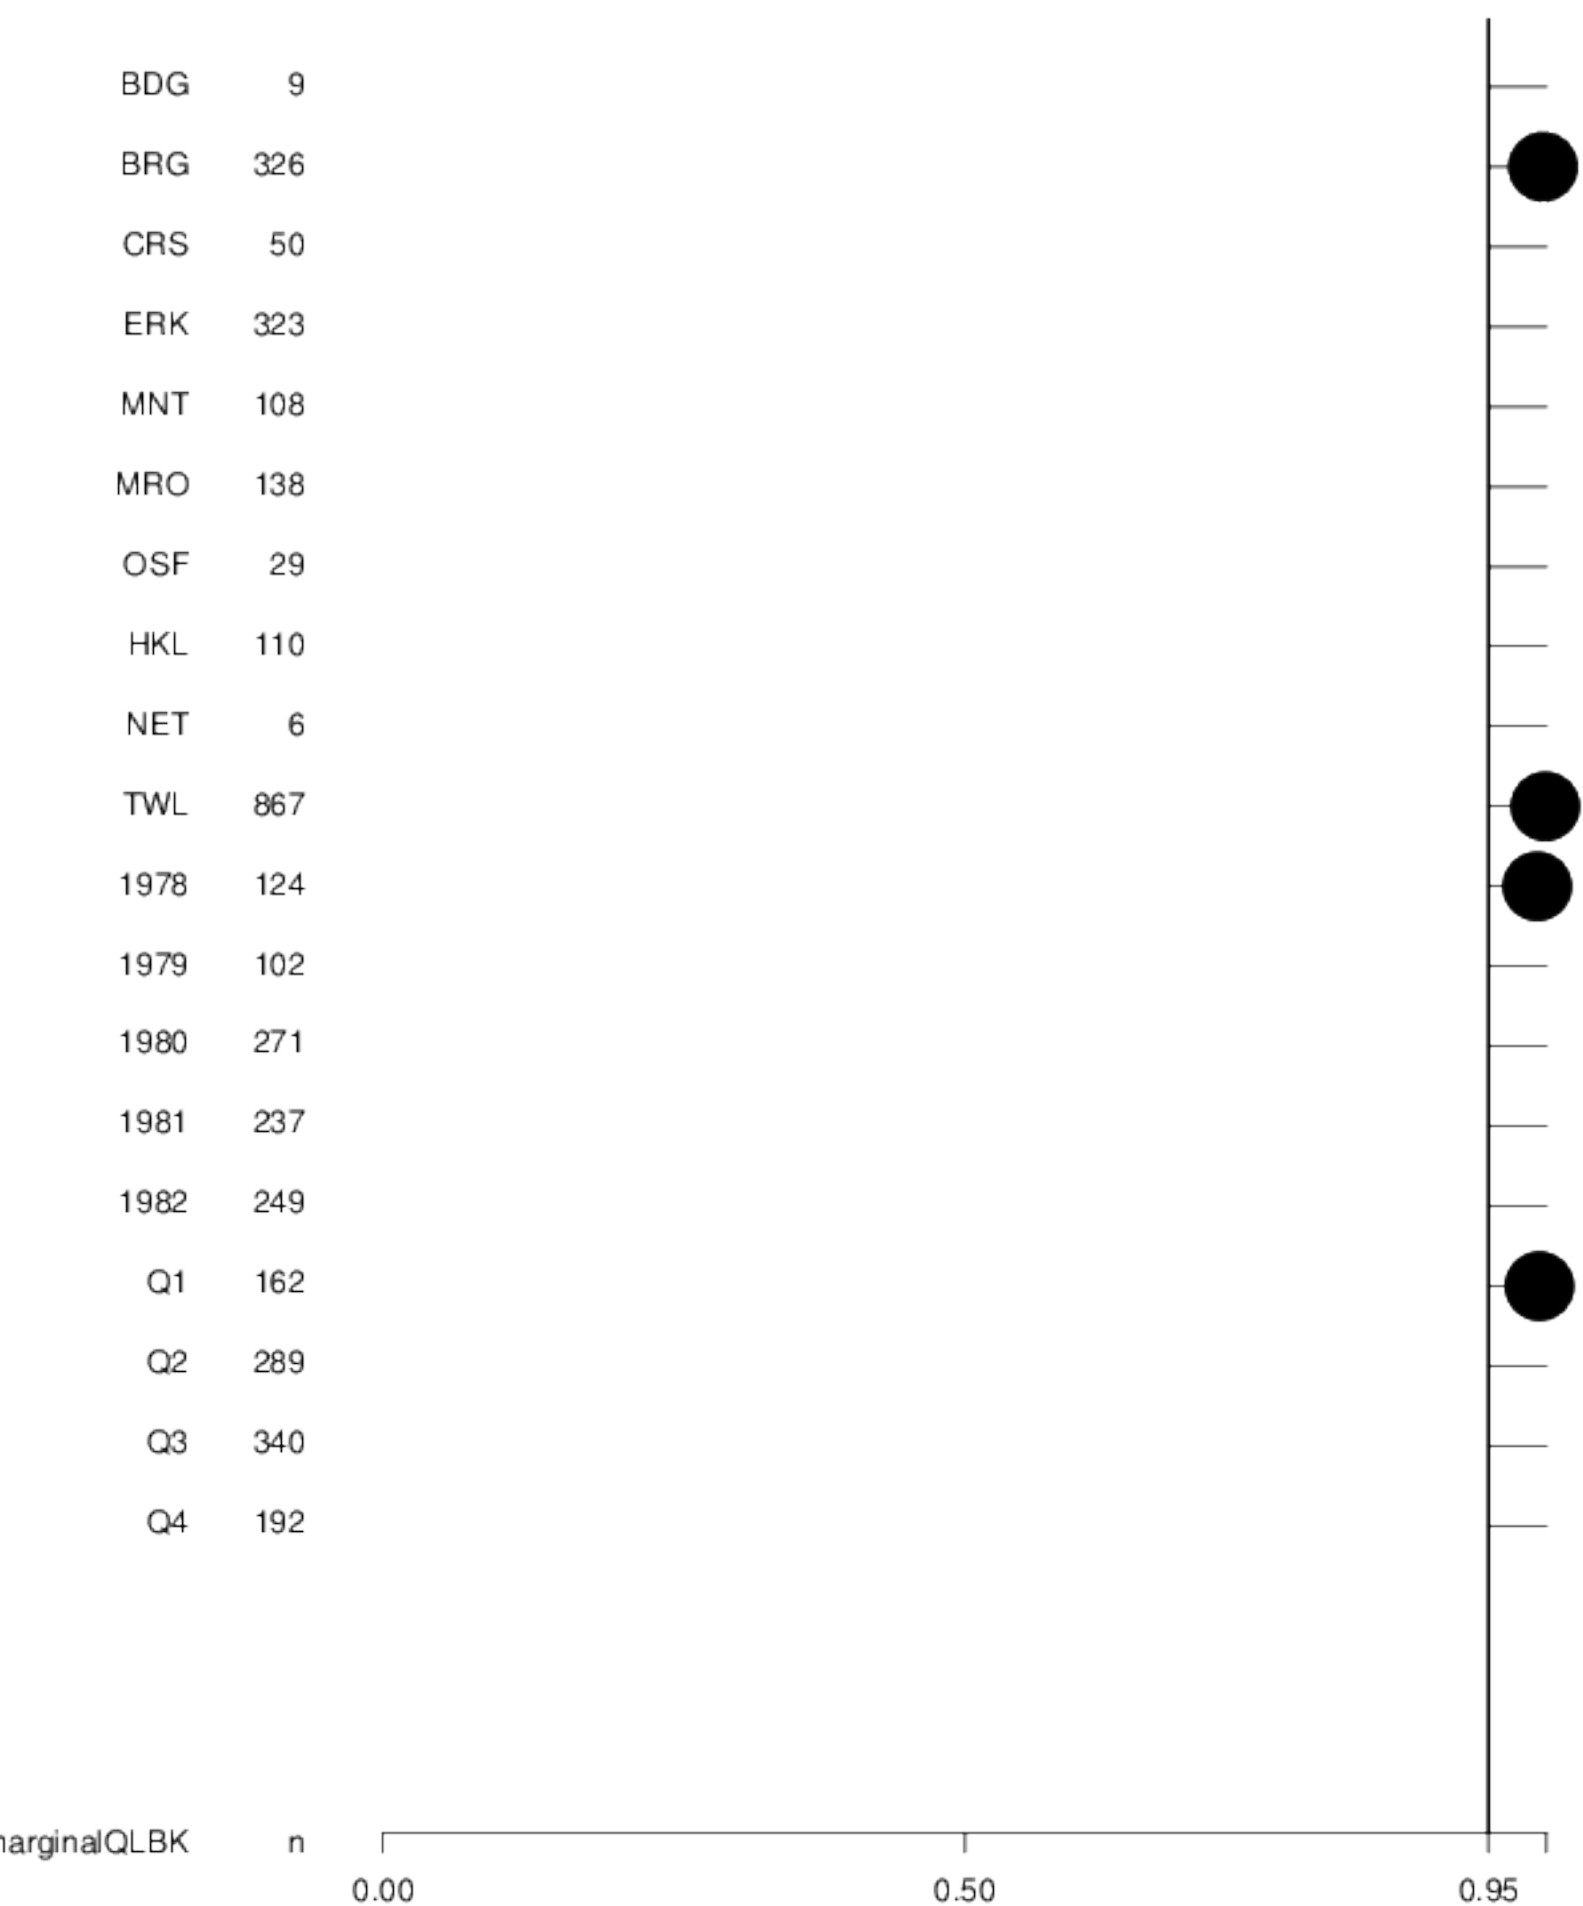 BDG 9
BRG 326
CRS 50
ERK 323
MNT 108
MRO 138
OSF 29
HKL 110
NET 6
TWL 867
1978 124
1979 102
1980 271
1981 237
1982 249
Q1 162
Q2 289
Q3 340
Q4 192
arginalQLBK n
0.00 0.50 0.95